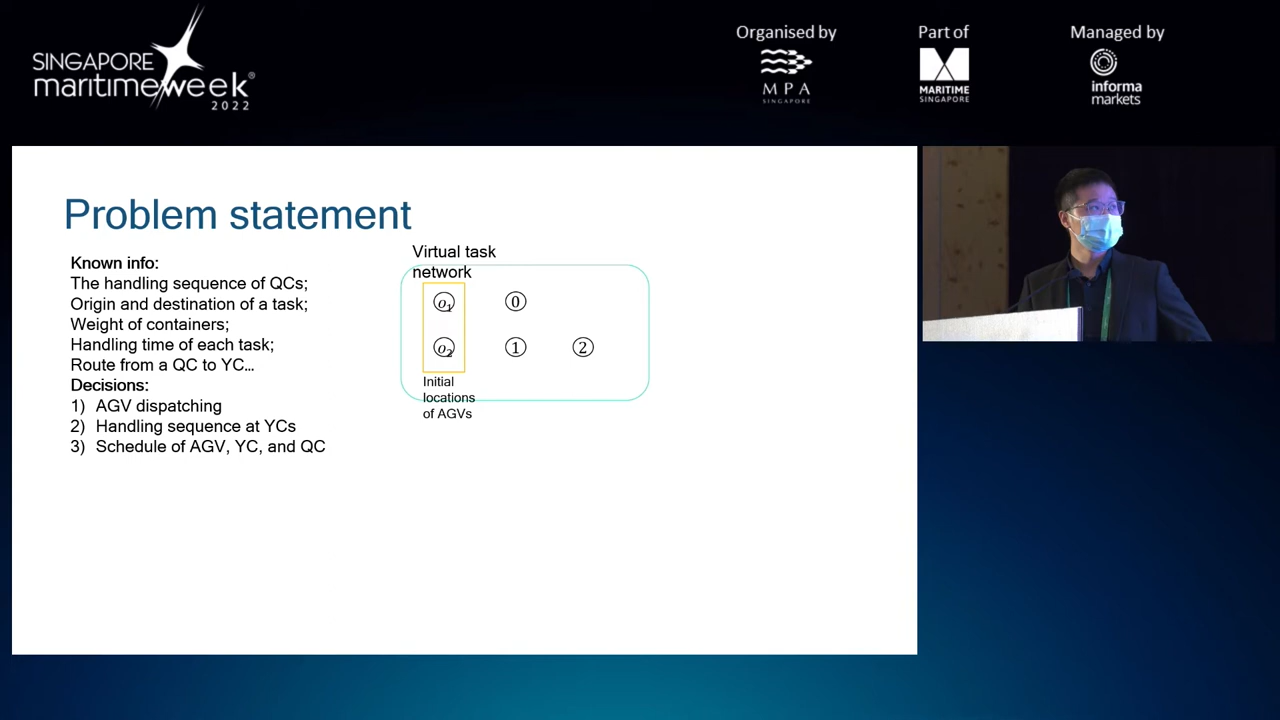 SINGAPORE
maritimeweek®
2022
Organised by
MPA
SINGAPORE
Part of
MARITIME
SINGAPORE
Managed by
informa
markets
Problem statement
Known info:
The handling sequence of QCs;
Origin and destination of a task;
Weight of containers;
Handling time of each task;
Route from a QC to YC...
Decisions:
1) AGV dispatching
2) Handling sequence at YCs
3) Schedule of AGV, YC, and QC
Virtual task
network
o1 0
o2 1 2
Initial
locations
of AGVs